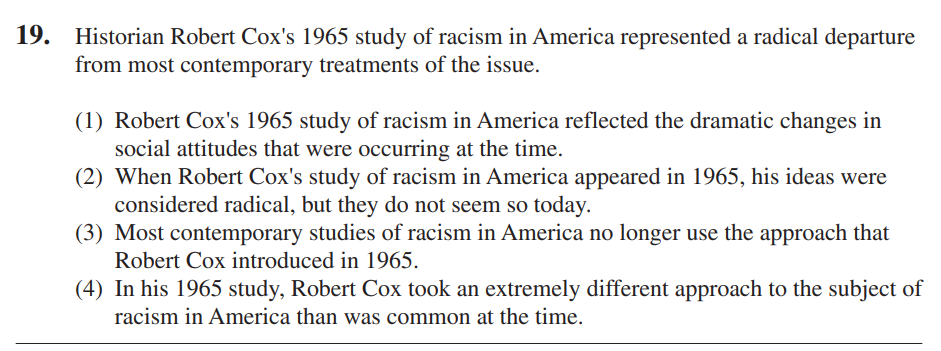 19. Historian Robert Cox's 1965 study of racism in America represented a radical departure
from most contemporary treatments of the issue.
(1) Robert Cox's 1965 study of racism in America reflected the dramatic changes in
social attitudes that were occurring at the time.
(2) When Robert Cox's study of racism in America appeared in 1965, his ideas were
considered radical, but they do not seem so today.
(3) Most contemporary studies of racism in America no longer use the approach that
Robert Cox introduced in 1965.
(4) In his 1965 study, Robert Cox took an extremely different approach to the subject of
racism in America than was common at the time.